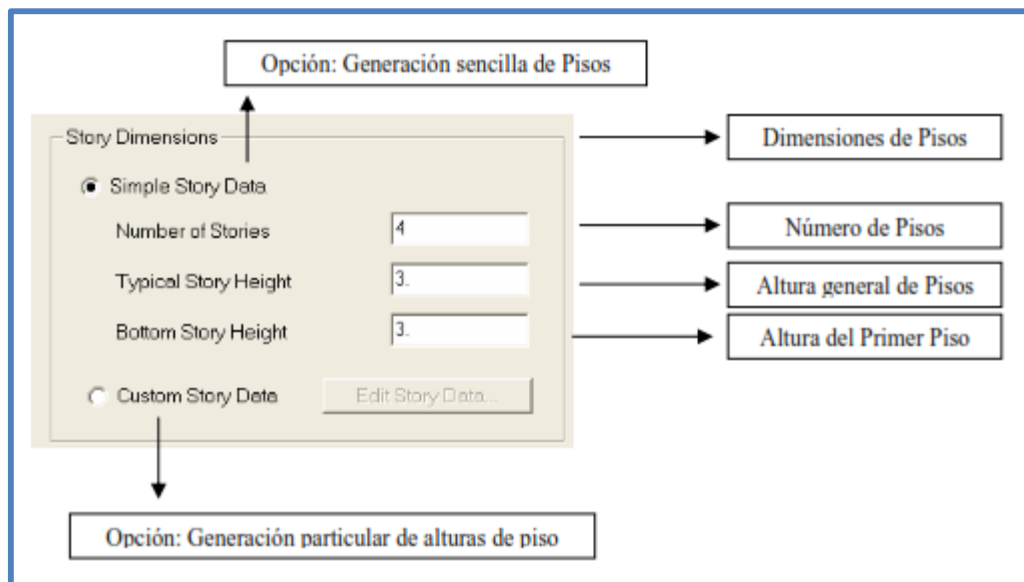 Opción: Generación sencilla de Pisos
Story Dimensions
Dimensiones de Pisos
Simple Story Data
Number of Stories
4
Número de Pisos
Typical Story Height
3.
Altura general de Pisos
Bottom Story Height
3.
Altura del Primer Piso
Custom Story Data
Edit Story Data...
Opción: Generación particular de alturas de piso